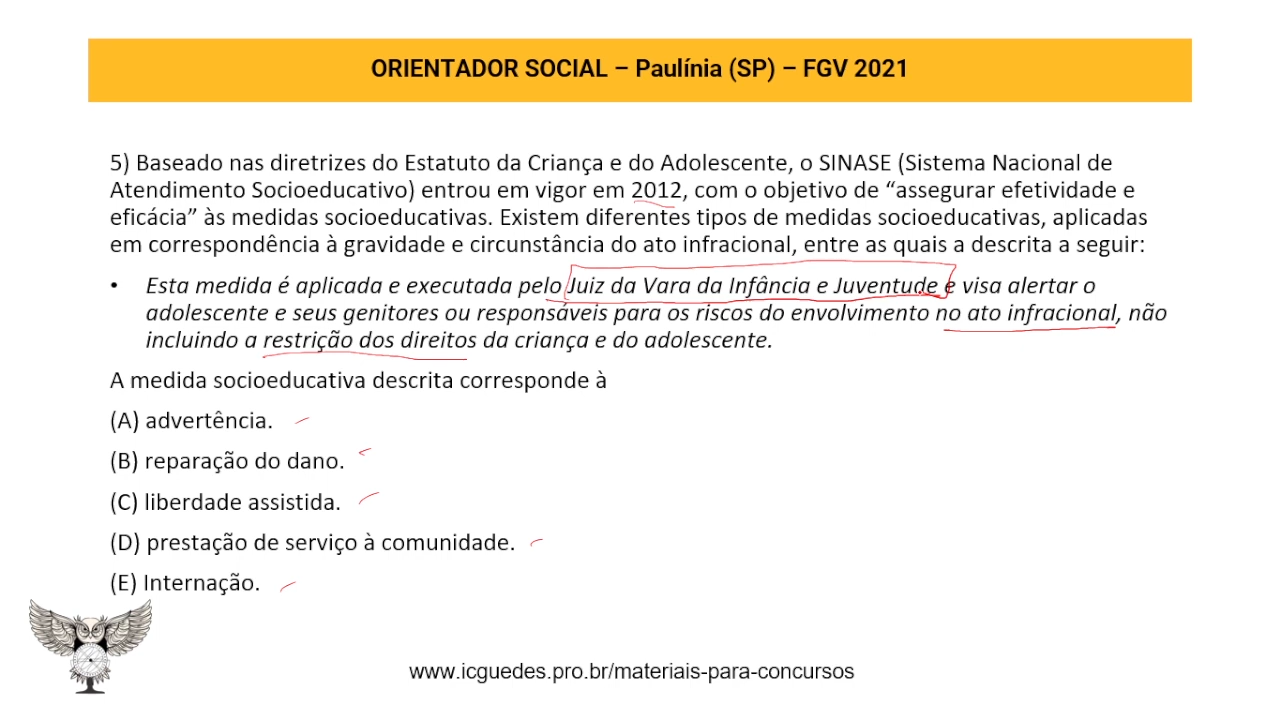 ORIENTADOR SOCIAL – Paulínia (SP) – FGV 2021
5) Baseado nas diretrizes do Estatuto da Criança e do Adolescente, o SINASE (Sistema Nacional de
Atendimento Socioeducativo) entrou em vigor em 2012, com o objetivo de “assegurar efetividade e
eficácia” às medidas socioeducativas. Existem diferentes tipos de medidas socioeducativas, aplicadas
em correspondência à gravidade e circunstância do ato infracional, entre as quais a descrita a seguir:
• Esta medida é aplicada e executada pelo Juiz da Vara da Infância e Juventude e visa alertar o
adolescente e seus genitores ou responsáveis para os riscos do envolvimento no ato infracional, não
incluindo a restrição dos direitos da criança e do adolescente.
A medida socioeducativa descrita corresponde à
(A) advertência.
(B) reparação do dano.
(C) liberdade assistida.
(D) prestação de serviço à comunidade.
(E) Internação.
www.icguedes.pro.br/materiais-para-concursos